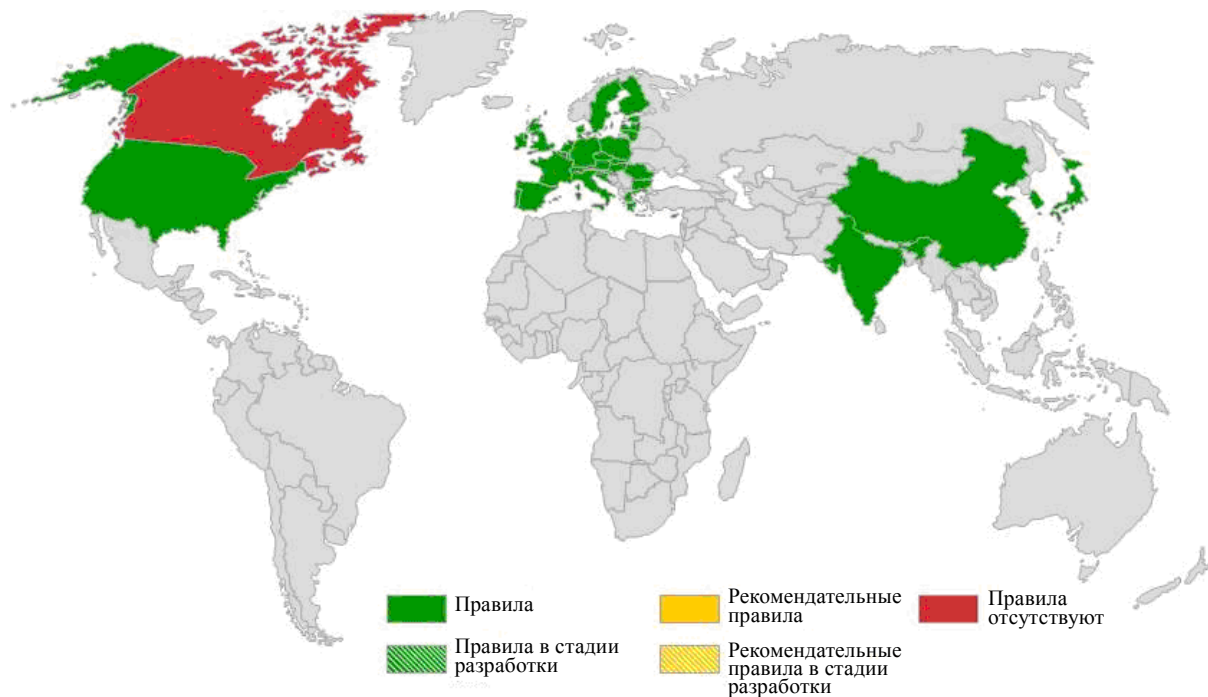 Правила
Рекомендательные
правила
Правила
отсутствуют
Правила в стадии
разработки
Рекомендательные
правила в стадии
разработки